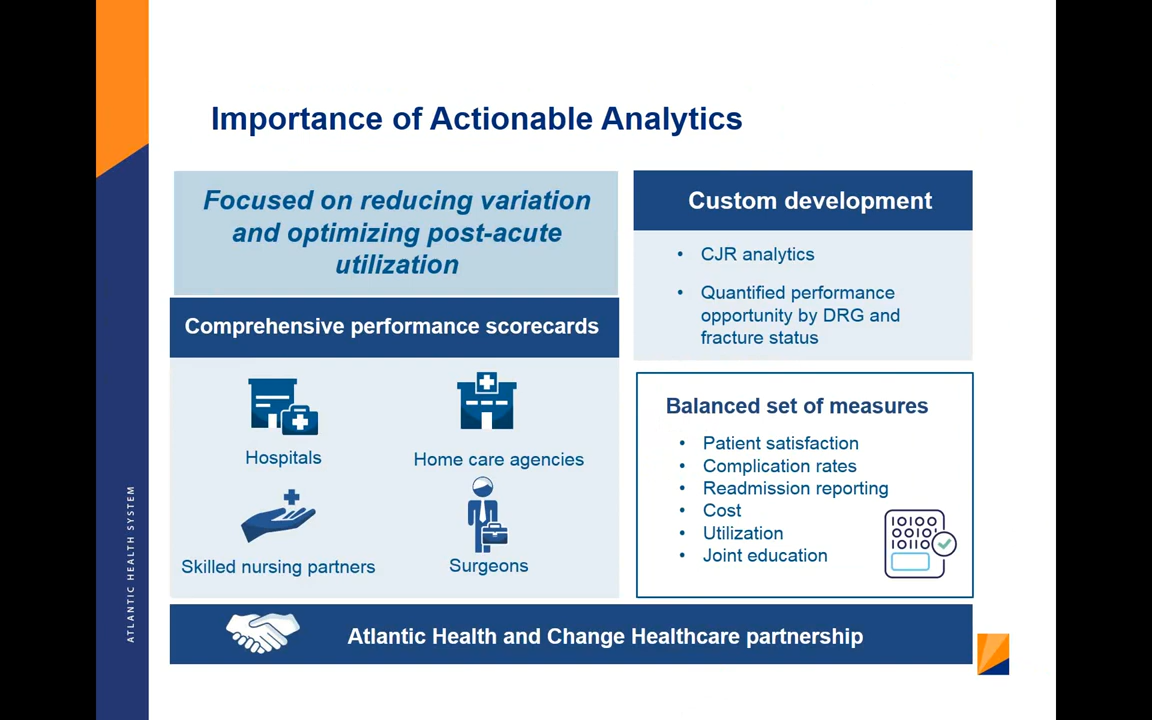 Importance of Actionable Analytics
Focused on reducing variation
and optimizing post-acute
utilization
Comprehensive performance scorecards
Hospitals
Home care agencies
Skilled nursing partners
Surgeons
Custom development
• CJR analytics
• Quantified performance
opportunity by DRG and
fracture status
Balanced set of measures
• Patient satisfaction
• Complication rates
• Readmission reporting
• Cost
• Utilization
• Joint education
IOIOO
OOIOI
IOIIO
Atlantic Health and Change Healthcare partnership
ATLANTIC HEALTH SYSTEM